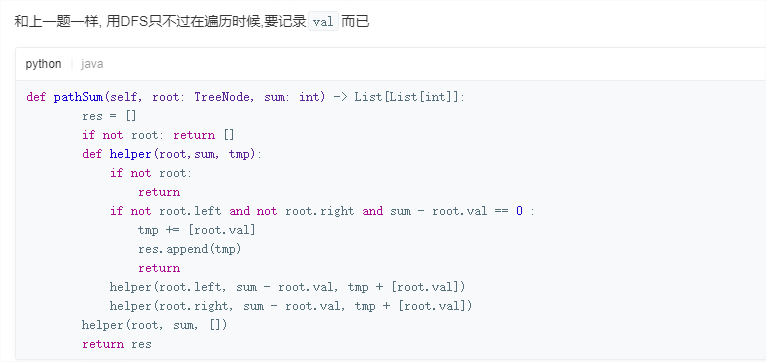 和上一题一样, 用DFS只不过在遍历时候,要记录 val 而已
python | java
def pathSum(self, root: TreeNode, sum: int) -> List[List[int]]:
        res = []
        if not root: return []
        def helper(root,sum, tmp):
            if not root:
                return
            if not root.left and not root.right and sum - root.val == 0 :
                tmp += [root.val]
                res.append(tmp)
                return
            helper(root.left, sum - root.val, tmp + [root.val])
            helper(root.right, sum - root.val, tmp + [root.val])
        helper(root, sum, [])
        return res